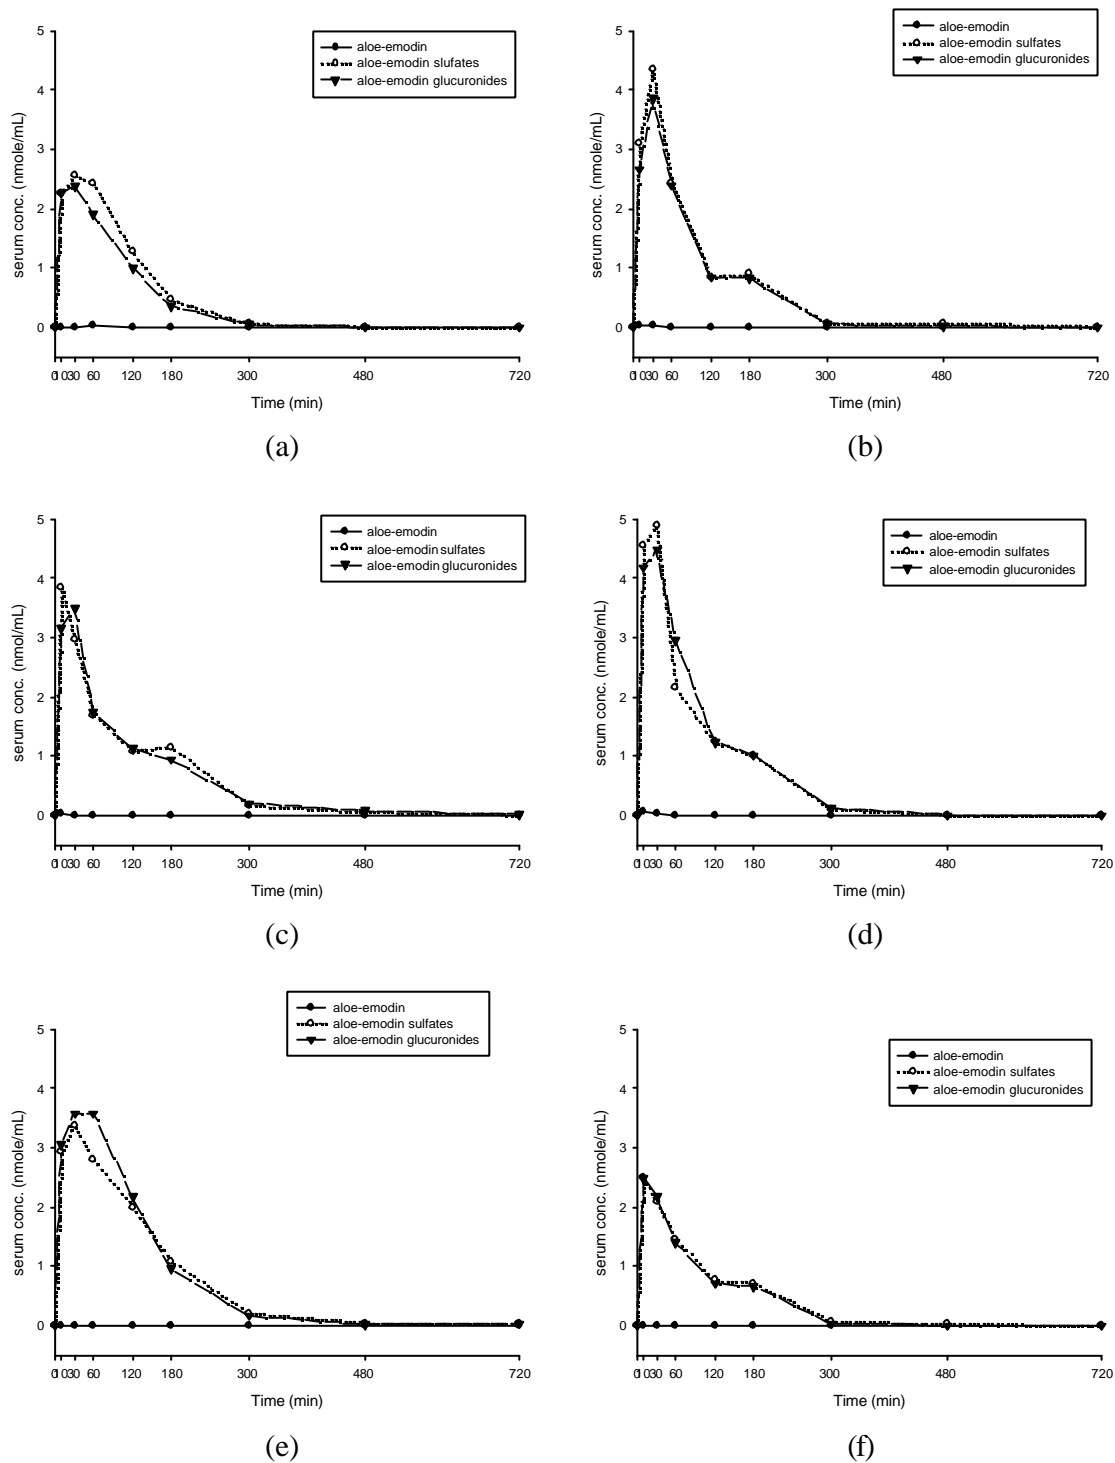 5
4
3
2
1
0
serum conc. (nmole/mL)
aloe-emodin
aloe-emodin slufates
aloe-emodin glucuronides
0 10 30 60 120 180 300 480 720
Time (min)
(a)
5
4
3
2
1
0
serum conc. (nmole/mL)
aloe-emodin
aloe-emodin sulfates
aloe-emodin glucuronides
0 10 30 60 120 180 300 480 720
Time (min)
(b)
5
4
3
2
1
0
serum conc. (nmol/mL)
aloe-emodin
aloe-emodin sulfates
aloe-emodin glucuronides
0 10 30 60 120 180 300 480 720
Time (min)
(c)
5
4
3
2
1
0
serum conc. (nmole/mL)
aloe-emodin
aloe-emodin sulfates
aloe-emodin glucuronides
0 10 30 60 120 180 300 480 720
Time (min)
(d)
5
4
3
2
1
0
serum conc. (nmole/mL)
aloe-emodin
aloe-emodin sulfates
aloe-emodin glucuronides
0 10 30 60 120 180 300 480 720
Time (min)
(e)
5
4
3
2
1
0
serum conc. (nmole/mL)
aloe-emodin
aloe-emodin sulfates
aloe-emodin glucuronides
0 10 30 60 120 180 300 480 720
Time (min)
(f)